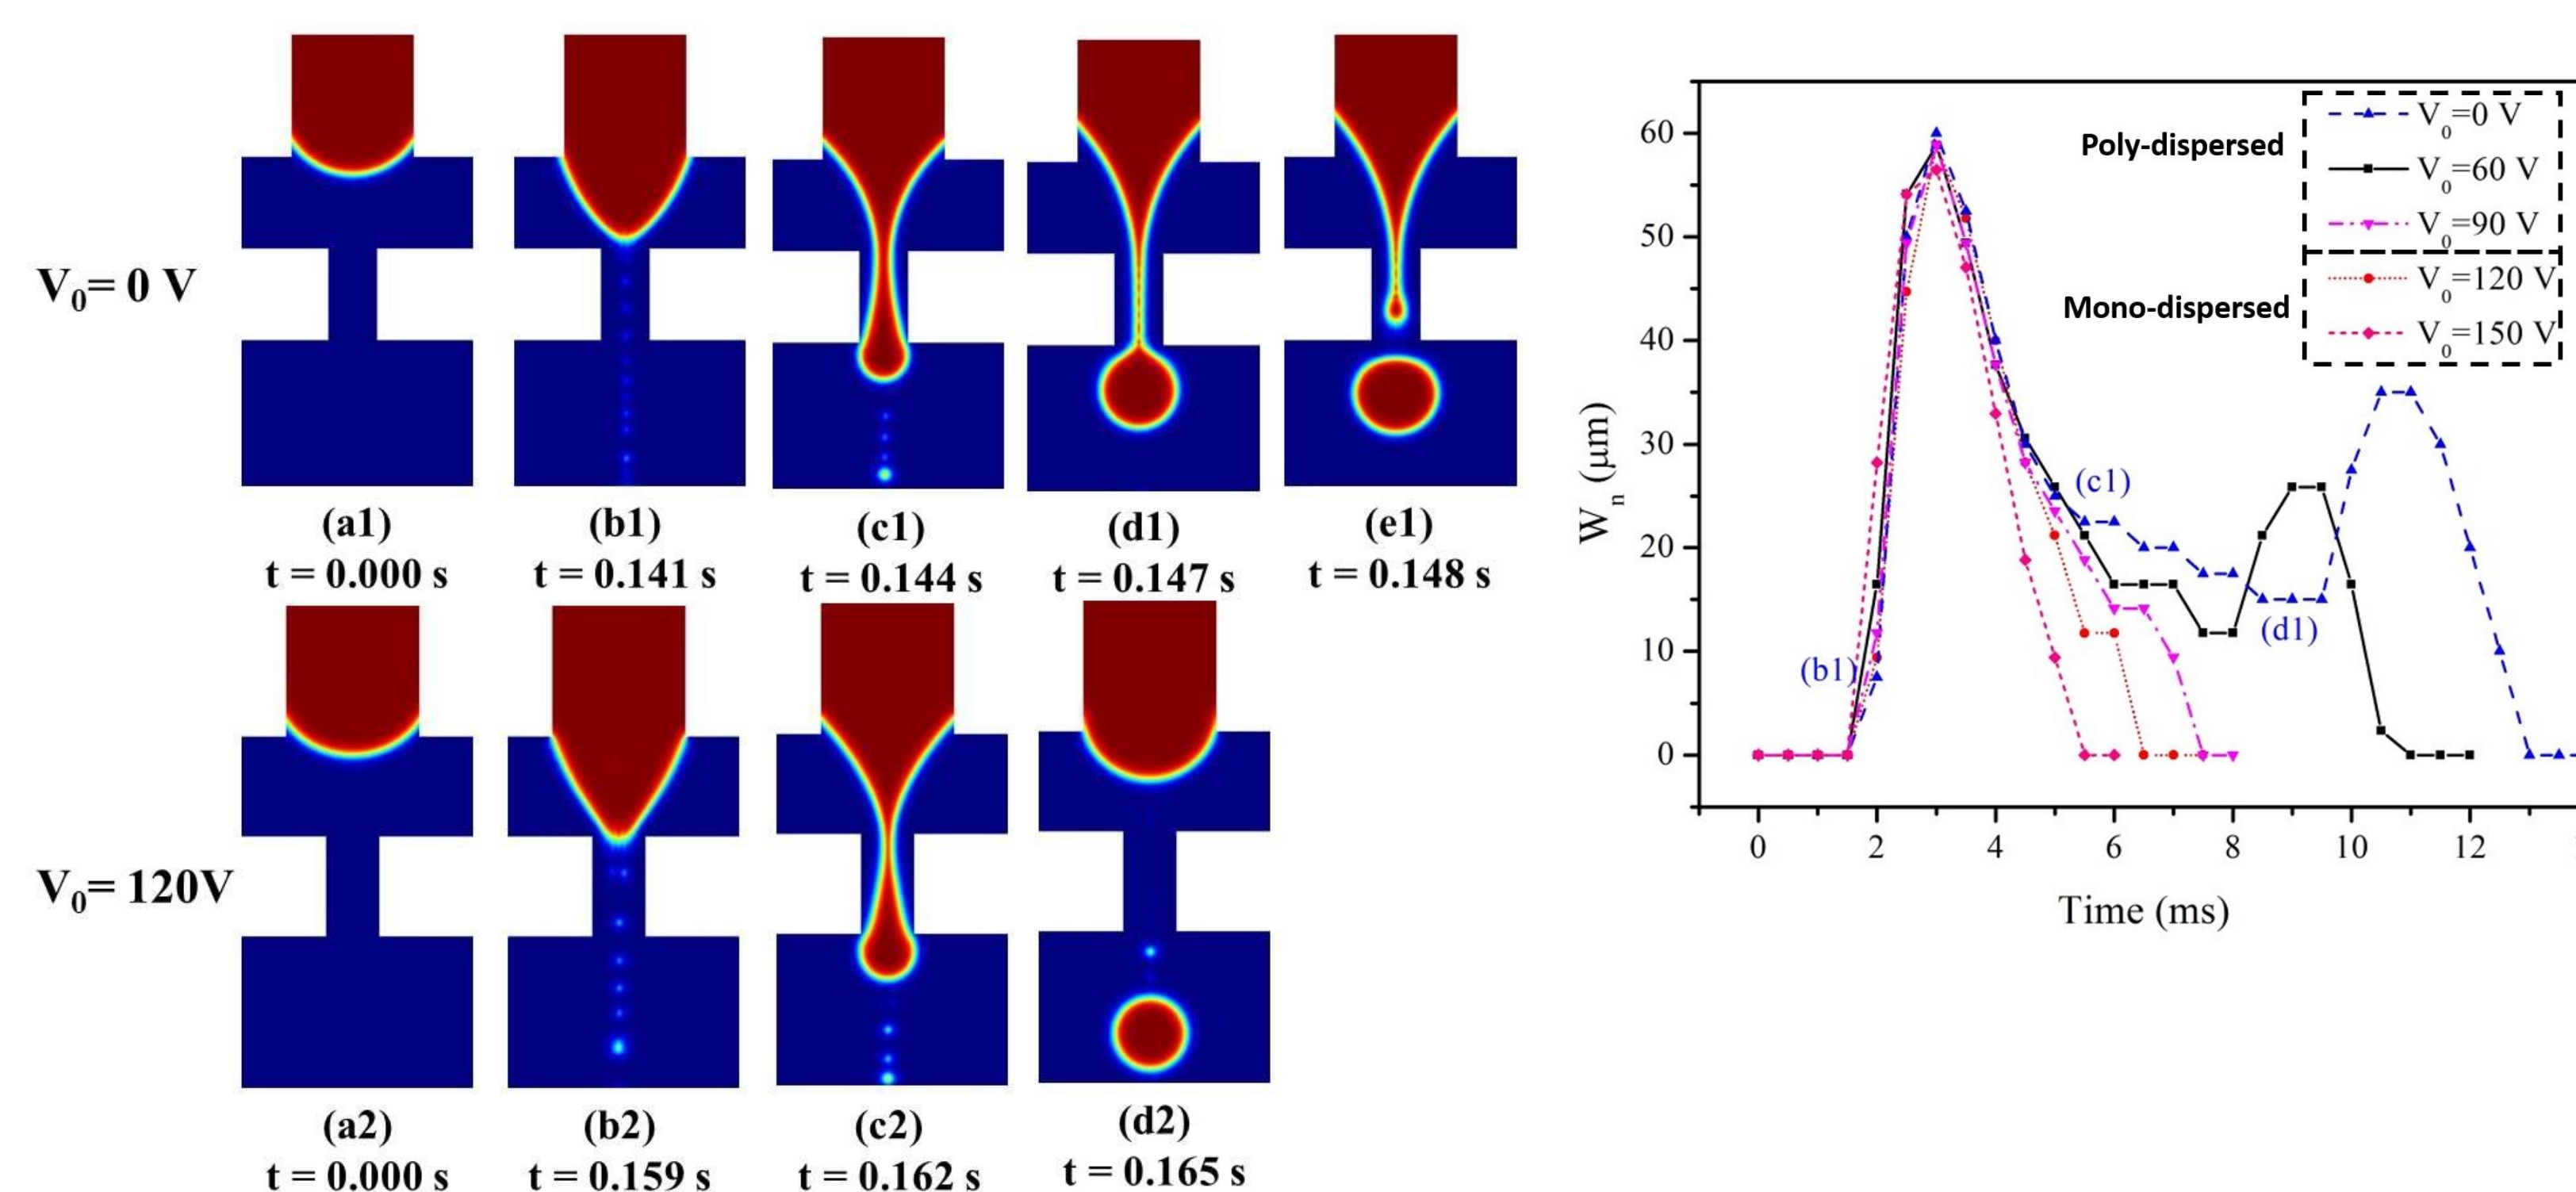 V₀= 0 V
(a1)
t = 0.000 s
(b1)
t = 0.141 s
(c1)
t = 0.144 s
(d1)
t = 0.147 s
(e1)
t = 0.148 s
V₀= 120V
(a2)
t = 0.000 s
(b2)
t = 0.159 s
(c2)
t = 0.162 s
(d2)
t = 0.165 s
Poly-dispersed
Mono-dispersed
V₀=0 V
V₀=60 V
V₀=90 V
V₀=120 V
V₀=150 V
(b1)
(c1)
(d1)
Wₙ (μm)
60
50
40
30
20
10
0
0 2 4 6 8 10 12
Time (ms)